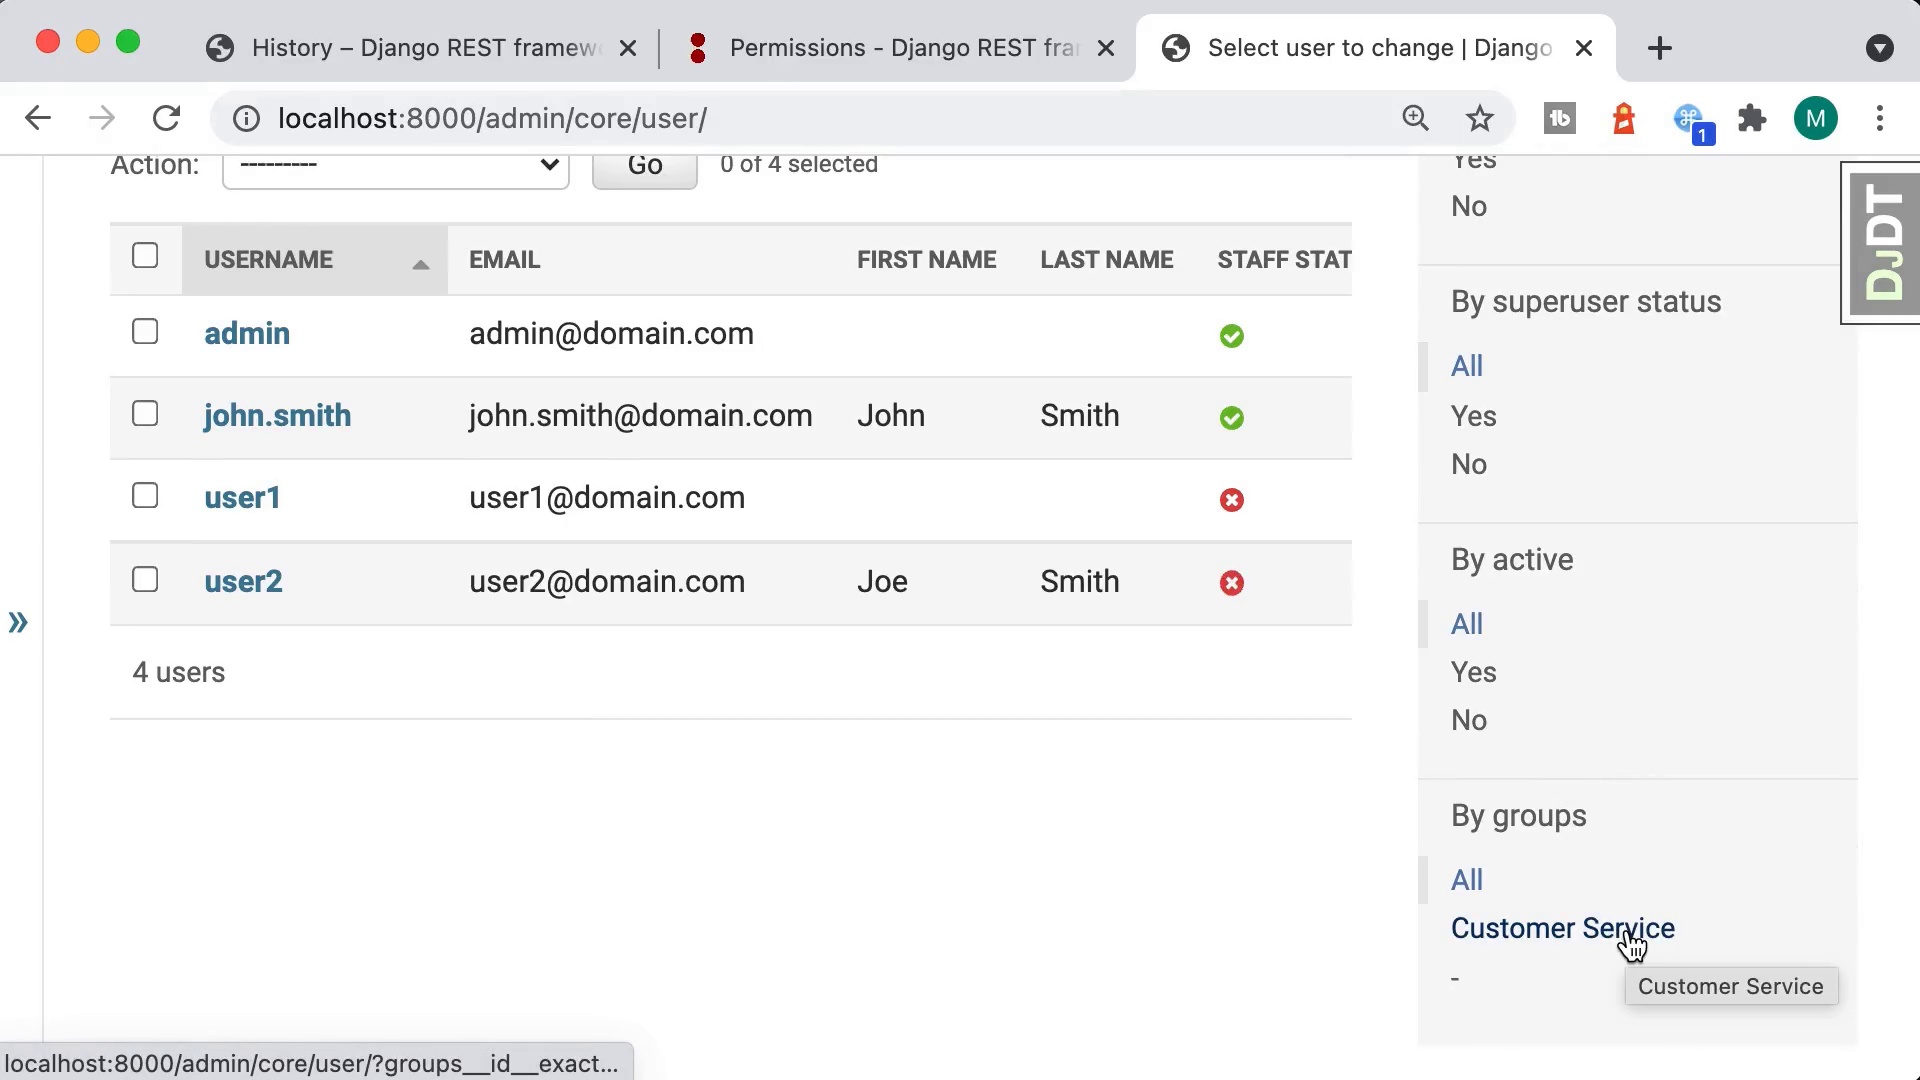 History – Django REST framew
Permissions - Django REST fra
Select user to change | Django
localhost:8000/admin/core/user/
1
M
Action:
---------
Go
0 of 4 selected
USERNAME
EMAIL
FIRST NAME
LAST NAME
STAFF STAT
admin
admin@domain.com
john.smith
john.smith@domain.com
John
Smith
user1
user1@domain.com
user2
user2@domain.com
Joe
Smith
4 users
»
Yes
No
By superuser status
All
Yes
No
By active
All
Yes
No
By groups
All
Customer Service
-
Customer Service
DJDT
localhost:8000/admin/core/user/?groups__id__exact...